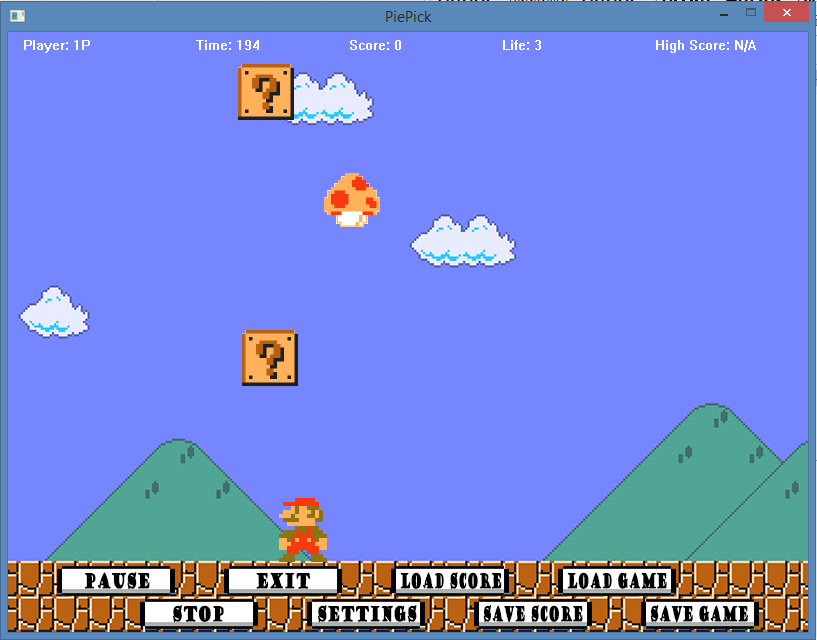 PiePick
Player: 1P Time: 194 Score: 0 Life: 3 High Score: N/A
?
?
PAUSE EXIT LOAD SCORE LOAD GAME
STOP SETTINGS SAVE SCORE SAVE GAME